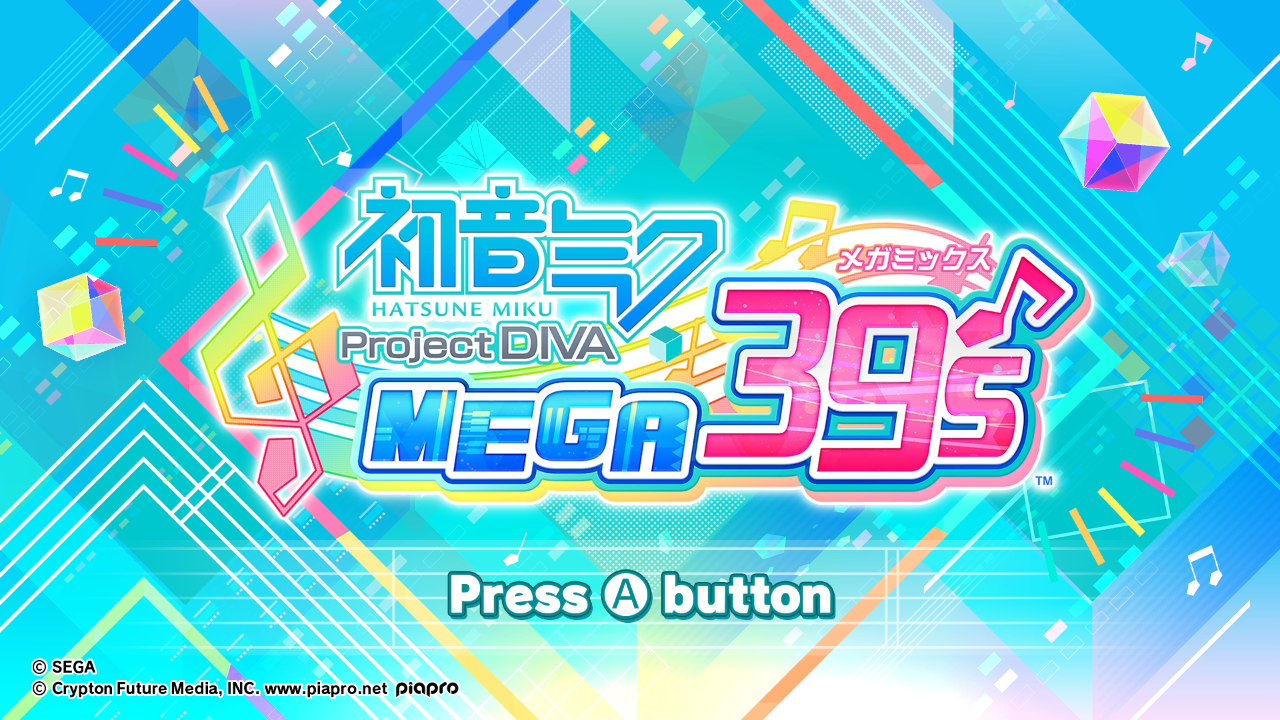 初音ミク
HATSUNE MIKU
Project DIVA
メガミックス
MEGA39's
TM
Press A button
© SEGA
© Crypton Future Media, INC. www.piapro.net piapro